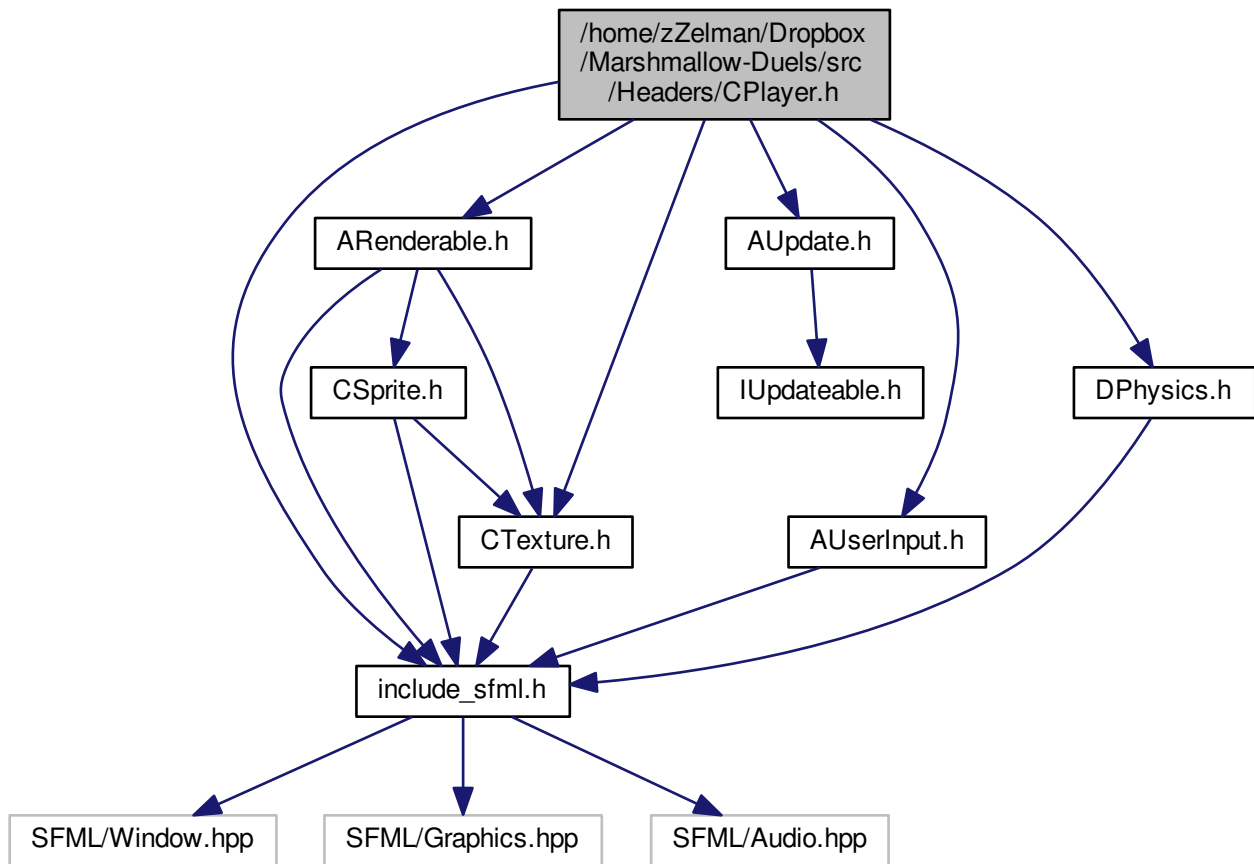 /home/zZelman/Dropbox
/Marshmallow-Duels/src
/Headers/CPlayer.h
ARenderable.h
AUpdate.h
CSprite.h
IUpdateable.h
DPhysics.h
CTexture.h
AUserInput.h
include_sfml.h
SFML/Window.hpp
SFML/Graphics.hpp
SFML/Audio.hpp